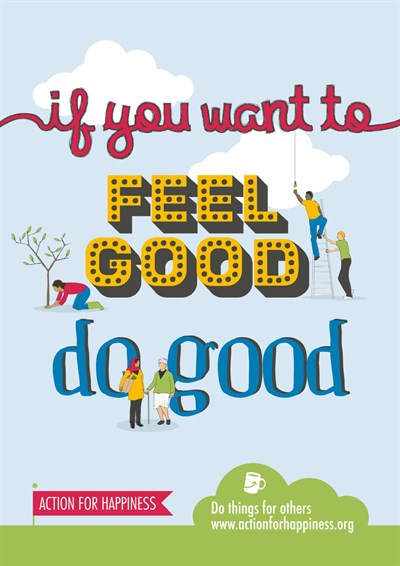 if you want to
FEEL
GOOD
do good
ACTION FOR HAPPINESS
Do things for others
www.actionforhappiness.org